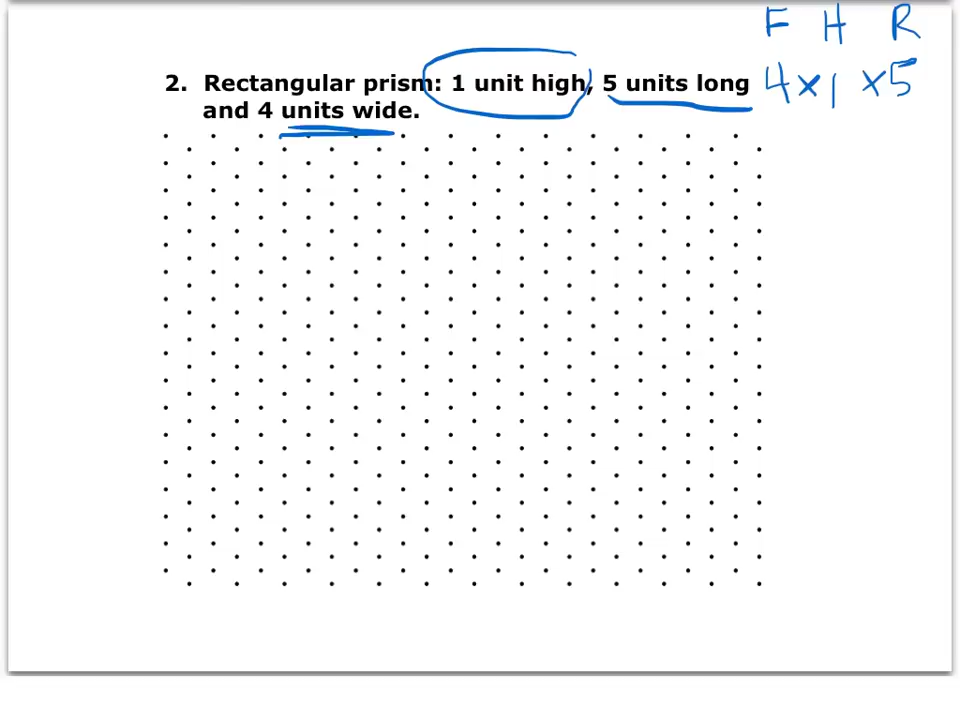 F H R
2. Rectangular prism: 1 unit high, 5 units long 4 x 1 x 5
and 4 units wide.